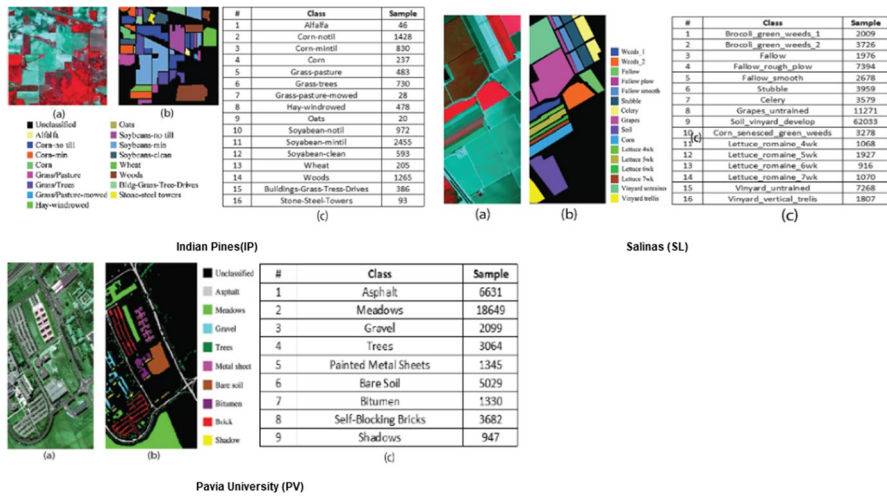 # Class Sample
1 Alfalfa 46
2 Corn-notil 1428
3 Corn-mintil 830
4 Corn 237
5 Grass-pasture 483
6 Grass-trees 730
7 Grass-pasture-mowed 28
8 Hay-windrowed 478
9 Oats 20
10 Soyabean-notil 972
11 Soyabean-mintil 2455
12 Soyabean-clean 593
13 Wheat 205
14 Woods 1265
15 Buildings-Grass-Tress-Drives 386
16 Stone-Steel-Towers 93
(a)
(b)
(c)
Unclassified
Alfalfa
Corn-no till
Corn-min
Corn
Grass/Pasture
Grass/Trees
Grass/Pasture-mowed
Hay-windrowed
Oats
Soybeans-no till
Soybeans-min
Soybeans-clean
Wheat
Woods
Bldg-Grass-Tree-Drives
Stone-steel towers
Indian Pines(IP)
Weeds_1
Weeds_2
Fallow
Fallow plow
Fallow smooth
Stubble
Celery
Grapes
Soil
Corn
Lettuce 4wk
Lettuce 5wk
Lettuce 6wk
Lettuce 7wk
Vinyard untrained
Vinyard trellis
(a)
(b)
# Class Sample
1 Brocoli_green_weeds_1 2009
2 Brocoli_green_weeds_2 3726
3 Fallow 1976
4 Fallow_rough_plow 7394
5 Fallow_smooth 2678
6 Stubble 3959
7 Celery 3579
8 Grapes_untrained 11271
9 Soil_vinyard_develop 62033
(c)
10 Corn_senesced_green_weeds 3278
11 Lettuce_romaine_4wk 1068
12 Lettuce_romaine_5wk 1927
13 Lettuce_romaine_6wk 916
14 Lettuce_romaine_7wk 1070
15 Vinyard_untrained 7268
16 Vinyard_vertical_trelis 1807
(c)
Salinas (SL)
Unclassified
Asphalt
Meadows
Gravel
Trees
Metal sheet
Bare soil
Bitumen
Brick
Shadow
(a)
(b)
# Class Sample
1 Asphalt 6631
2 Meadows 18649
3 Gravel 2099
4 Trees 3064
5 Painted Metal Sheets 1345
6 Bare Soil 5029
7 Bitumen 1330
8 Self-Blocking Bricks 3682
9 Shadows 947
(c)
Pavia University (PV)